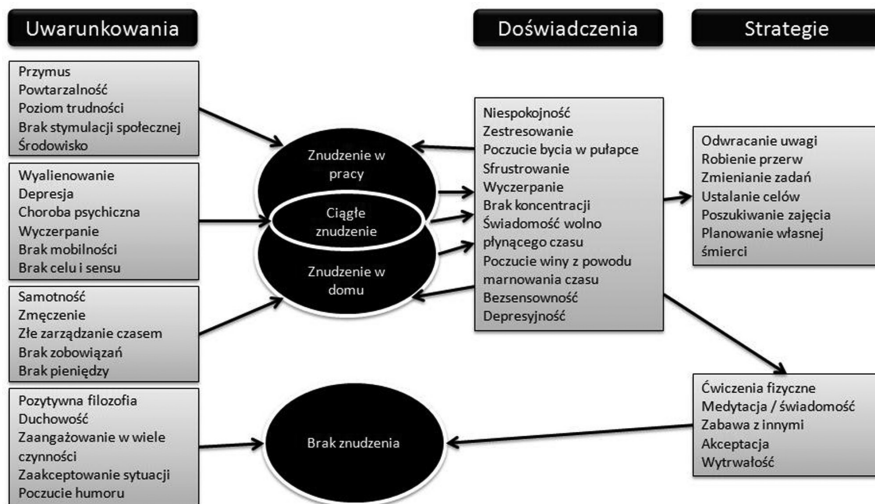 Uwarunkowania
Przymus
Powtarzalność
Poziom trudności
Brak stymulacji społecznej
Środowisko
Wyalienowanie
Depresja
Choroba psychiczna
Wyczerpanie
Brak mobilności
Brak celu i sensu
Samotność
Zmęczenie
Złe zarządzanie czasem
Brak zobowiązań
Brak pieniędzy
Pozytywna filozofia
Duchowość
Zaangażowanie w wiele
czynności
Zaakceptowanie sytuacji
Poczucie humoru
Znudzenie w
pracy
Ciągłe
znudzenie
Znudzenie w
domu
Brak znudzenia
Doświadczenia
Niespokojność
Zestresowanie
Poczucie bycia w pułapce
Sfrustrowanie
Wyczerpanie
Brak koncentracji
Świadomość wolno
płynącego czasu
Poczucie winy z powodu
marnowania czasu
Bezsensowność
Depresyjność
Strategie
Odwracanie uwagi
Robienie przerw
Zmienianie zadań
Ustalanie celów
Poszukiwanie zajęcia
Planowanie własnej
śmierci
Ćwiczenia fizyczne
Medytacja / świadomość
Zabawa z innymi
Akceptacja
Wytrwałość